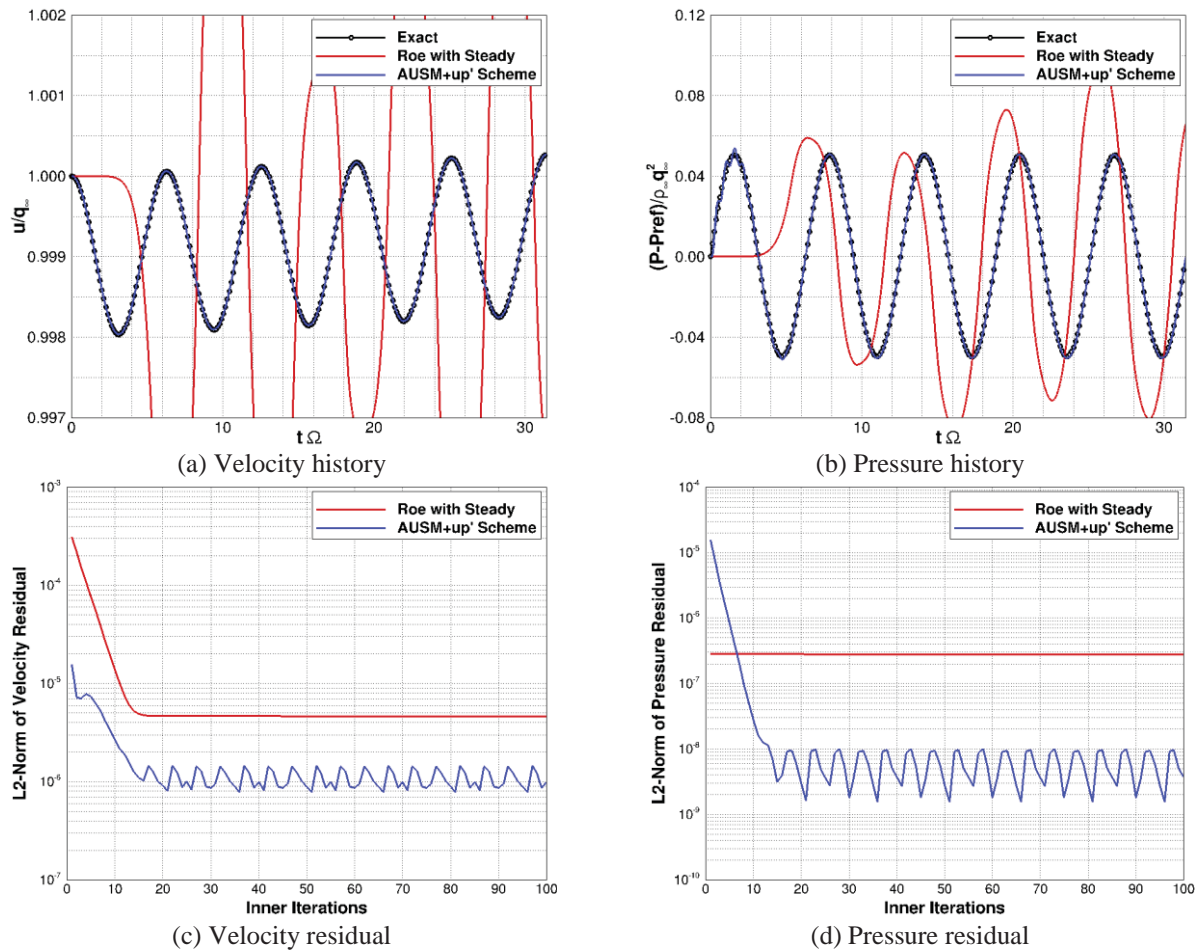 1.002
1.001
1.000
0.999
0.998
0.997
u/q∞
Exact
Roe with Steady
AUSM+up' Scheme
0 10 20 30
t Ω
(a) Velocity history
0.12
0.08
0.04
0.00
-0.04
-0.08
(P-Pref)/ρ∞q∞²
Exact
Roe with Steady
AUSM+up' Scheme
0 10 20 30
t Ω
(b) Pressure history
10⁻³
10⁻⁴
10⁻⁵
10⁻⁶
10⁻⁷
L2-Norm of Velocity Residual
Roe with Steady
AUSM+up' Scheme
0 10 20 30 40 50 60 70 80 90 100
Inner Iterations
(c) Velocity residual
10⁻⁴
10⁻⁵
10⁻⁶
10⁻⁷
10⁻⁸
10⁻⁹
10⁻¹⁰
L2-Norm of Pressure Residual
Roe with Steady
AUSM+up' Scheme
0 10 20 30 40 50 60 70 80 90 100
Inner Iterations
(d) Pressure residual